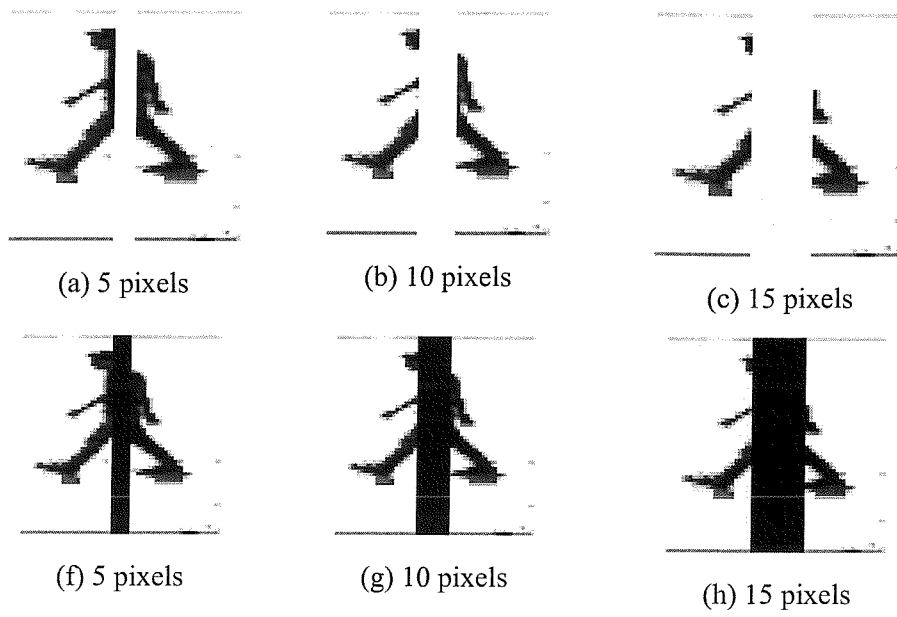 (a) 5 pixels
(b) 10 pixels
(c) 15 pixels
(f) 5 pixels
(g) 10 pixels
(h) 15 pixels